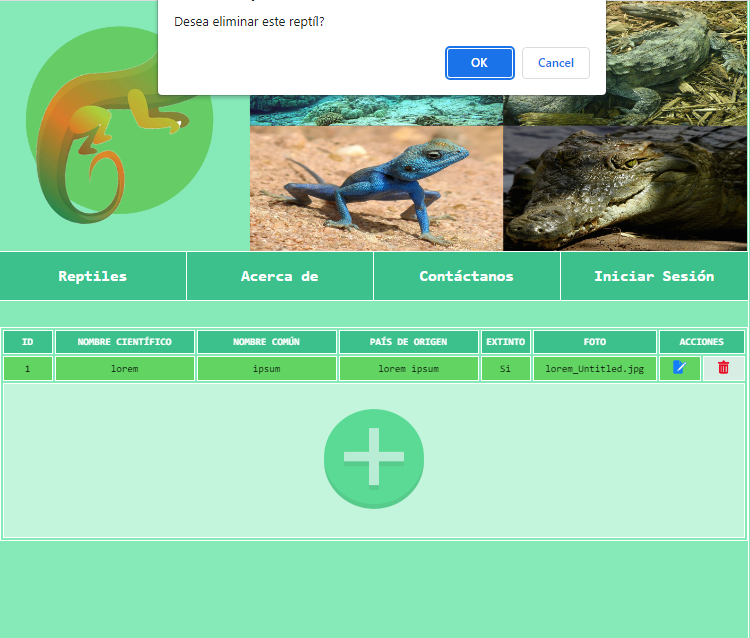 Desea eliminar este reptíl?
OK Cancel
Reptiles Acerca de Contáctanos Iniciar Sesión
ID NOMBRE CIENTÍFICO NOMBRE COMÚN PAÍS DE ORIGEN EXTINTO FOTO ACCIONES
1 lorem ipsum lorem ipsum Si lorem_Untitled.jpg